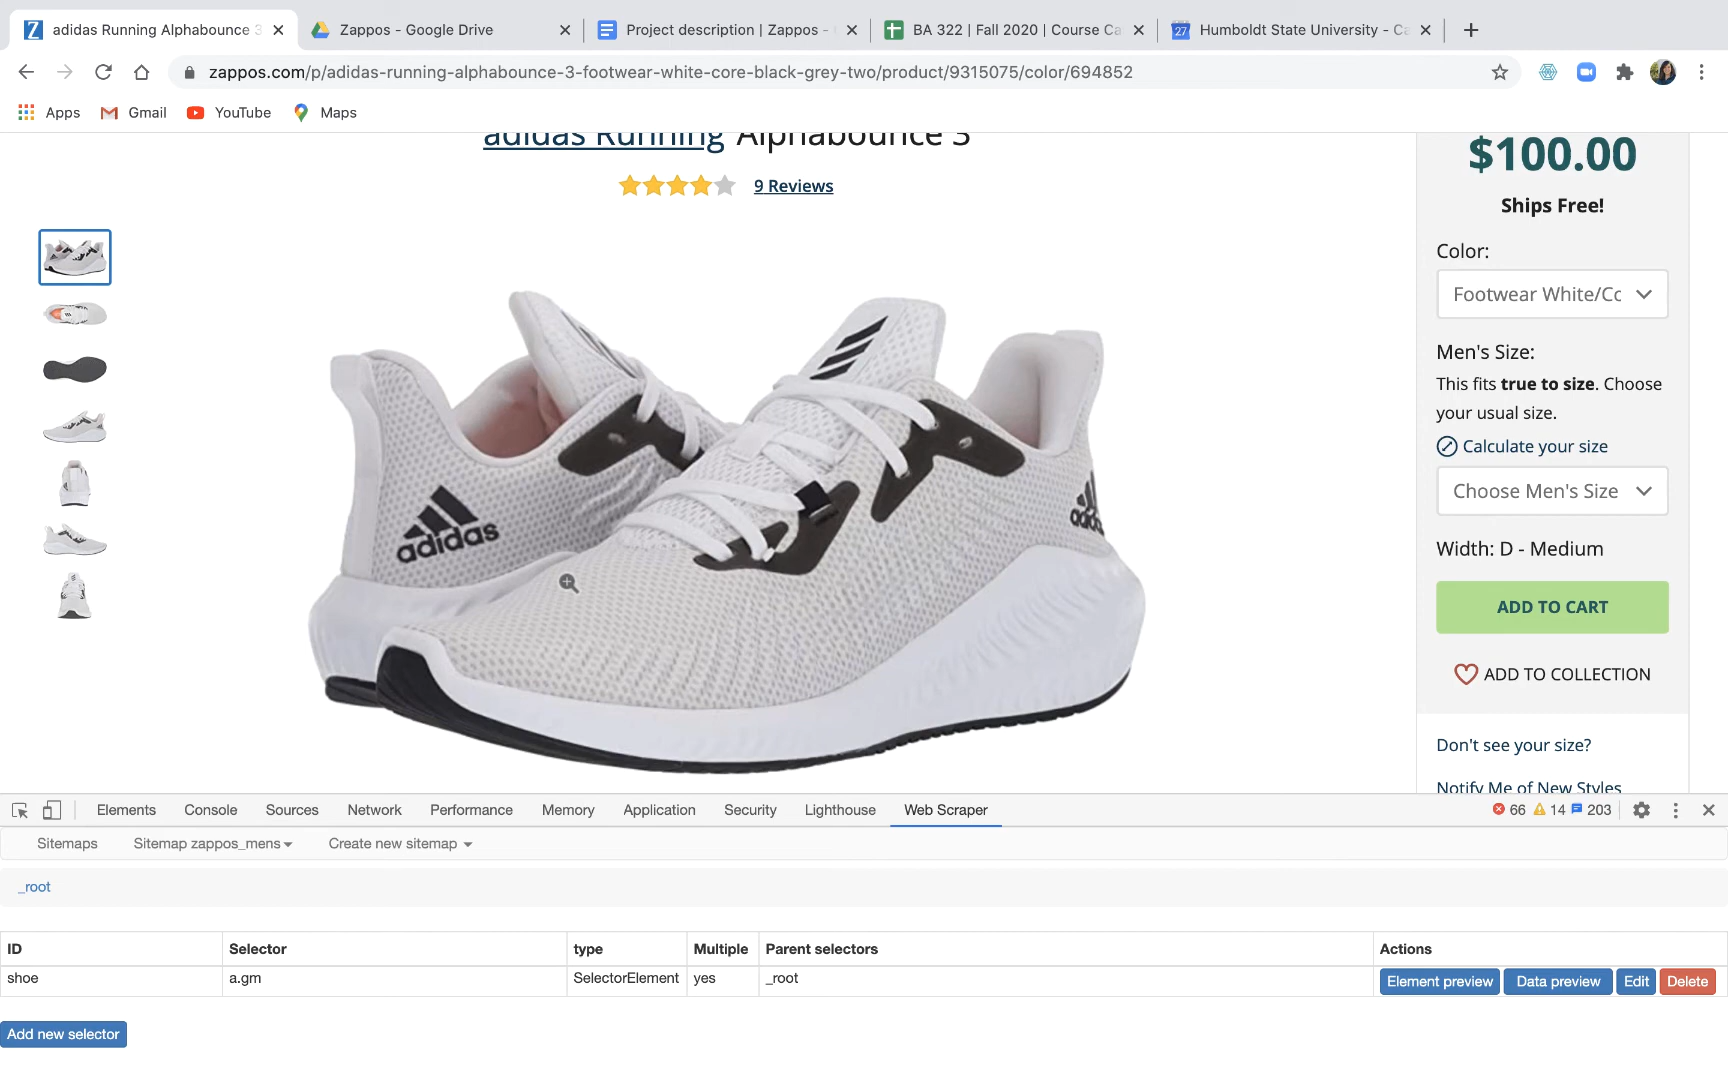 adidas Running Alphabounce 3
Zappos - Google Drive
Project description | Zappos -
BA 322 | Fall 2020 | Course Ca
Humboldt State University - Ca
27
zappos.com/p/adidas-running-alphabounce-3-footwear-white-core-black-grey-two/product/9315075/color/694852
Apps
Gmail
YouTube
Maps
adidas Running Alphabounce 3
9 Reviews
adidas
$100.00
Ships Free!
Color:
Footwear White/Co
Men's Size:
This fits true to size. Choose
your usual size.
Calculate your size
Choose Men's Size
Width: D - Medium
ADD TO CART
ADD TO COLLECTION
Don't see your size?
Notify Me of New Styles
Elements Console Sources Network Performance Memory Application Security Lighthouse Web Scraper 66 14 203
Sitemaps Sitemap zappos_mens Create new sitemap
_root
ID Selector type Multiple Parent selectors Actions
shoe a.gm SelectorElement yes _root Element preview Data preview Edit Delete
Add new selector